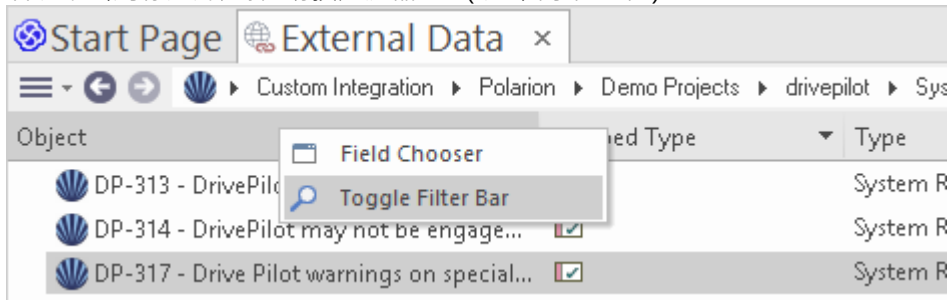 Start Page External Data ×
Custom Integration Polarion Demo Projects drivepilot Sys
Object ed Type Type
Field Chooser
DP-313 - DrivePilo System R
Toggle Filter Bar
DP-314 - DrivePilot may not be engage... System R
DP-317 - Drive Pilot warnings on special... System R